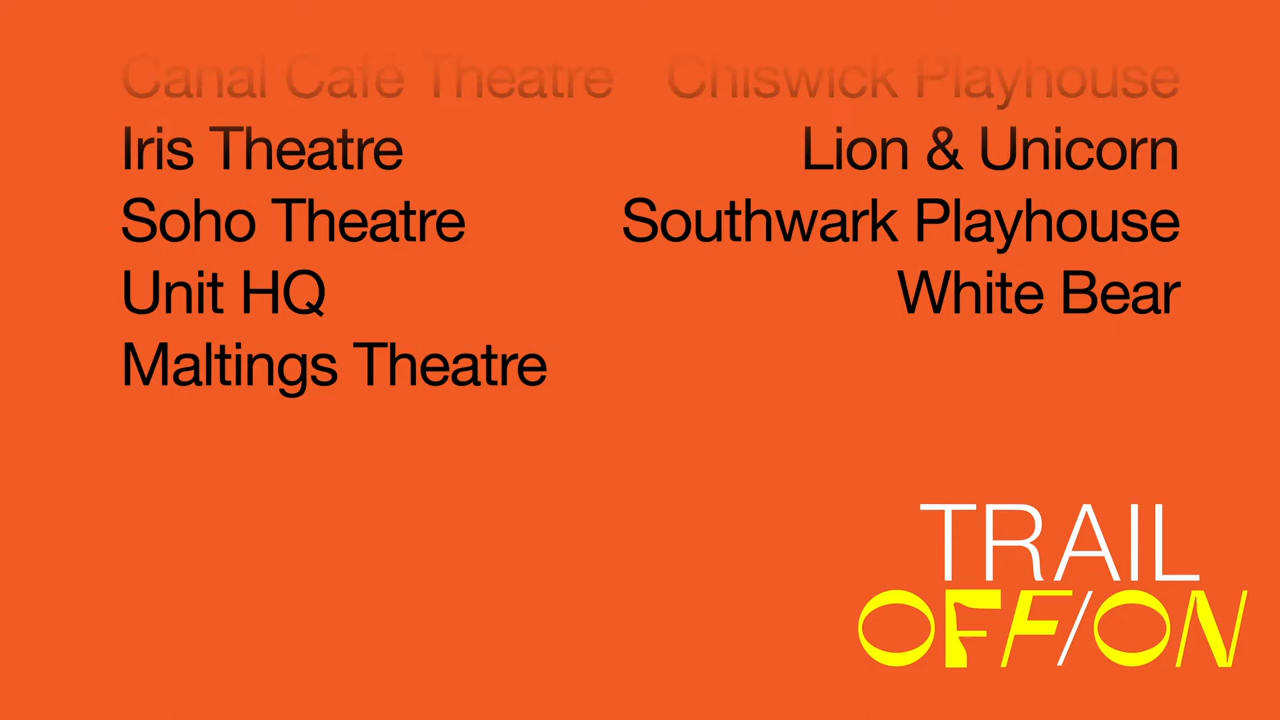 Canal Café Theatre Chiswick Playhouse
Iris Theatre Lion & Unicorn
Soho Theatre Southwark Playhouse
Unit HQ White Bear
Maltings Theatre
TRAIL
OFF/ON